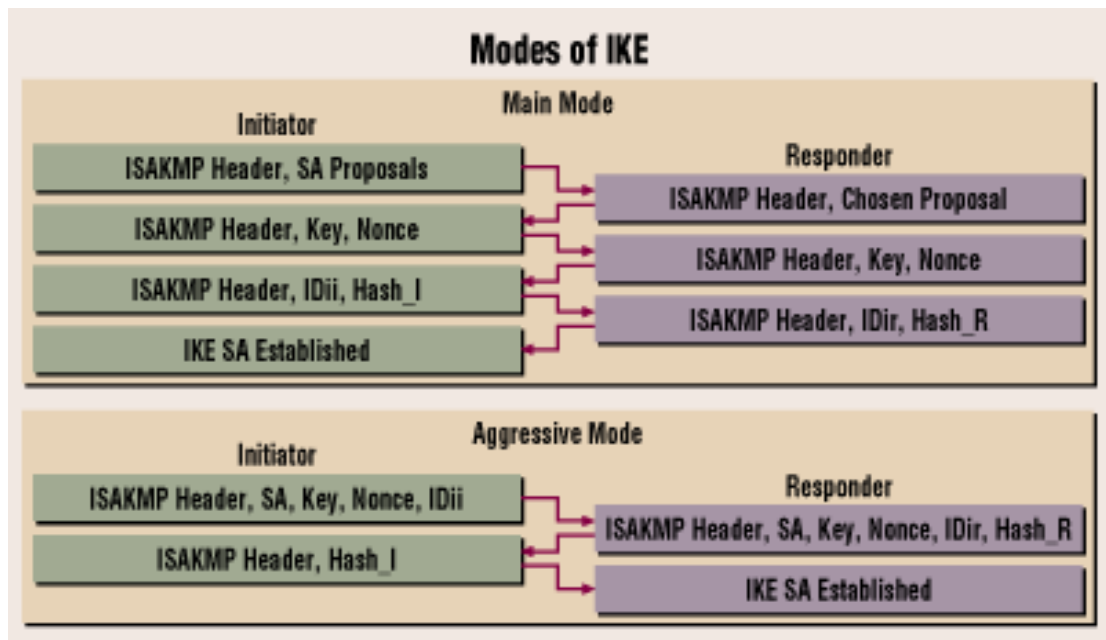 Modes of IKE
Main Mode
Initiator
Responder
ISAKMP Header, SA Proposals
ISAKMP Header, Chosen Proposal
ISAKMP Header, Key, Nonce
ISAKMP Header, Key, Nonce
ISAKMP Header, IDii, Hash_I
ISAKMP Header, IDir, Hash_R
IKE SA Established
Aggressive Mode
Initiator
Responder
ISAKMP Header, SA, Key, Nonce, IDii
ISAKMP Header, SA, Key, Nonce, IDir, Hash_R
ISAKMP Header, Hash_I
IKE SA Established